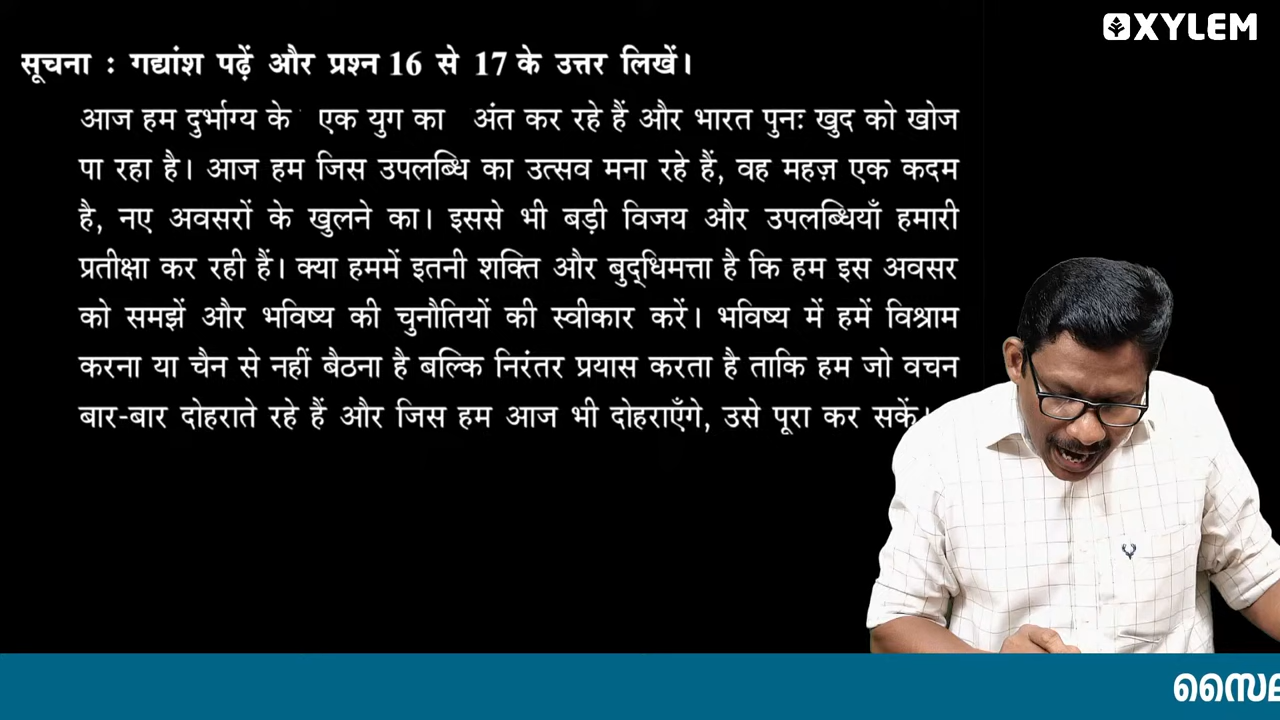 XYLEM
सूचना : गद्यांश पढ़ें और प्रश्न 16 से 17 के उत्तर लिखें।
आज हम दुर्भाग्य के एक युग का अंत कर रहे हैं और भारत पुनः खुद को खोज
पा रहा है। आज हम जिस उपलब्धि का उत्सव मना रहे हैं, वह महज़ एक कदम
है, नए अवसरों के खुलने का। इससे भी बड़ी विजय और उपलब्धियाँ हमारी
प्रतीक्षा कर रही हैं। क्या हममें इतनी शक्ति और बुद्धिमत्ता है कि हम इस अवसर
को समझें और भविष्य की चुनौतियों की स्वीकार करें। भविष्य में हमें विश्राम
करना या चैन से नहीं बैठना है बल्कि निरंतर प्रयास करता है ताकि हम जो वचन
बार-बार दोहराते रहे हैं और जिस हम आज भी दोहराएँगे, उसे पूरा कर सकें।